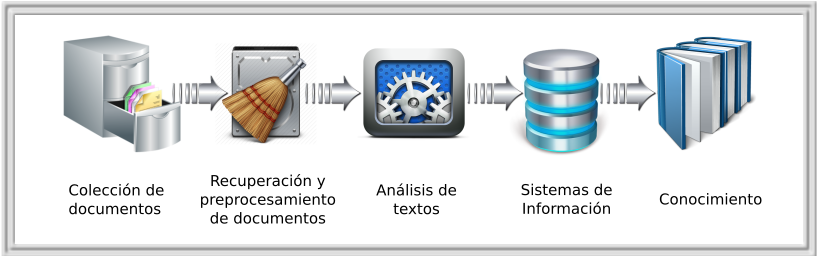 Colección de
documentos
Recuperación y
preprocesamiento
de documentos
Análisis de
textos
Sistemas de
Información
Conocimiento